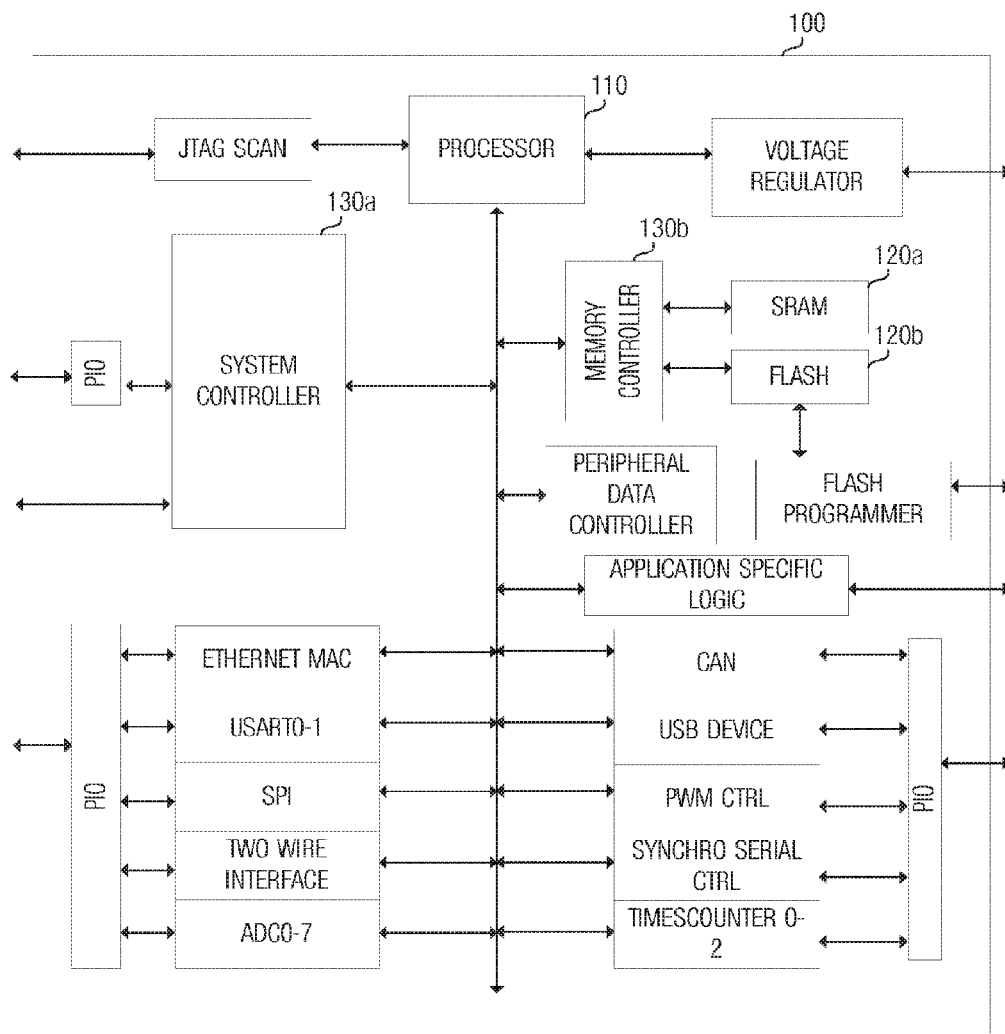 100
110
JTAG SCAN
PROCESSOR
VOLTAGE
REGULATOR
130a
130b
120a
SRAM
MEMORY
CONTROLLER
120b
FLASH
PIO
SYSTEM
CONTROLLER
PERIPHERAL
DATA
CONTROLLER
FLASH
PROGRAMMER
APPLICATION SPECIFIC
LOGIC
PIO
ETHERNET MAC
USART0-1
SPI
TWO WIRE
INTERFACE
ADC0-7
CAN
USB DEVICE
PWM CTRL
SYNCHRO SERIAL
CTRL
TIMESCOUNTER 0-
2
PIO